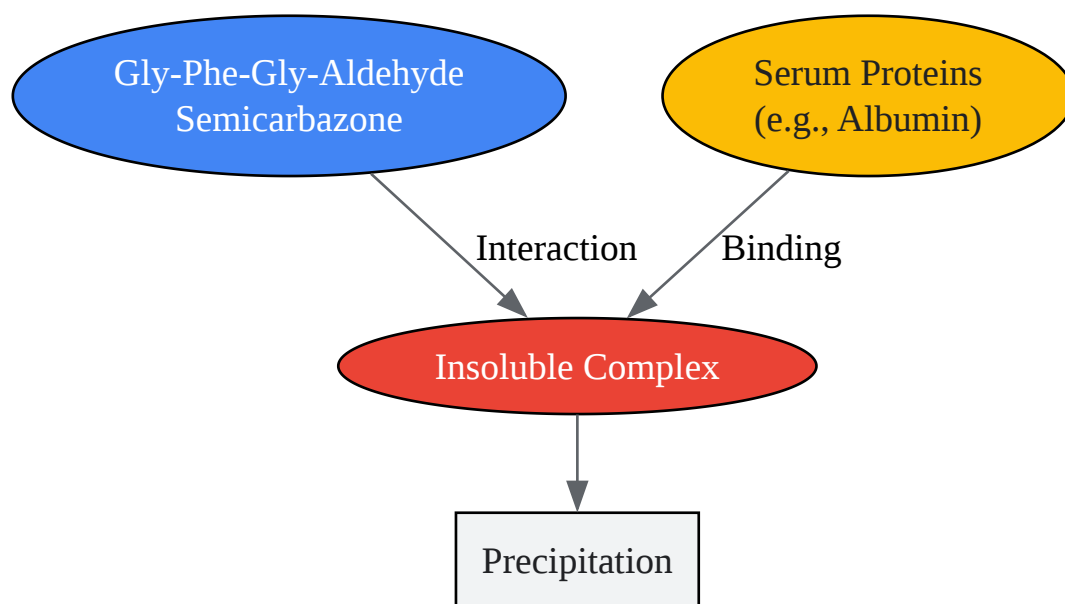 Gly-Phe-Gly-Aldehyde
Semicarbazone
Serum Proteins
(e.g., Albumin)
Interaction
Binding
Insoluble Complex
Precipitation